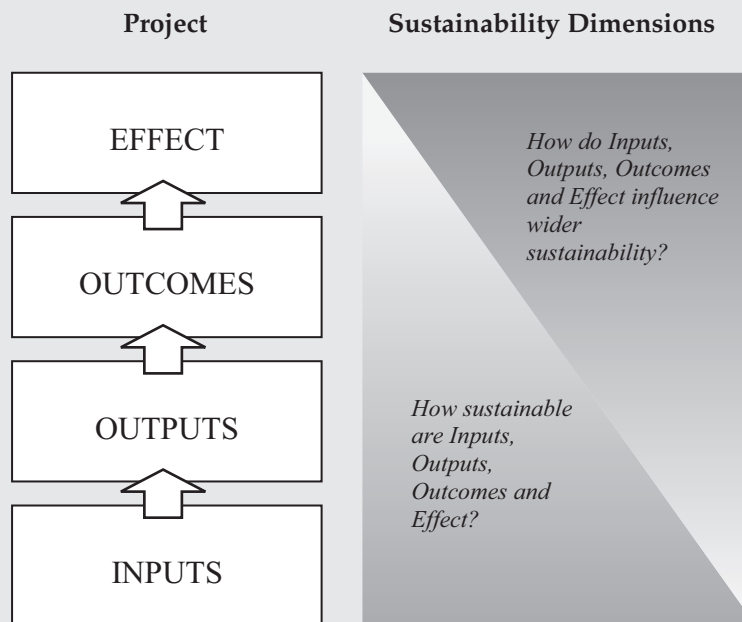 Project
Sustainability Dimensions
EFFECT
OUTCOMES
OUTPUTS
INPUTS
How do Inputs,
Outputs, Outcomes
and Effect influence
wider
sustainability?
How sustainable
are Inputs,
Outputs,
Outcomes and
Effect?